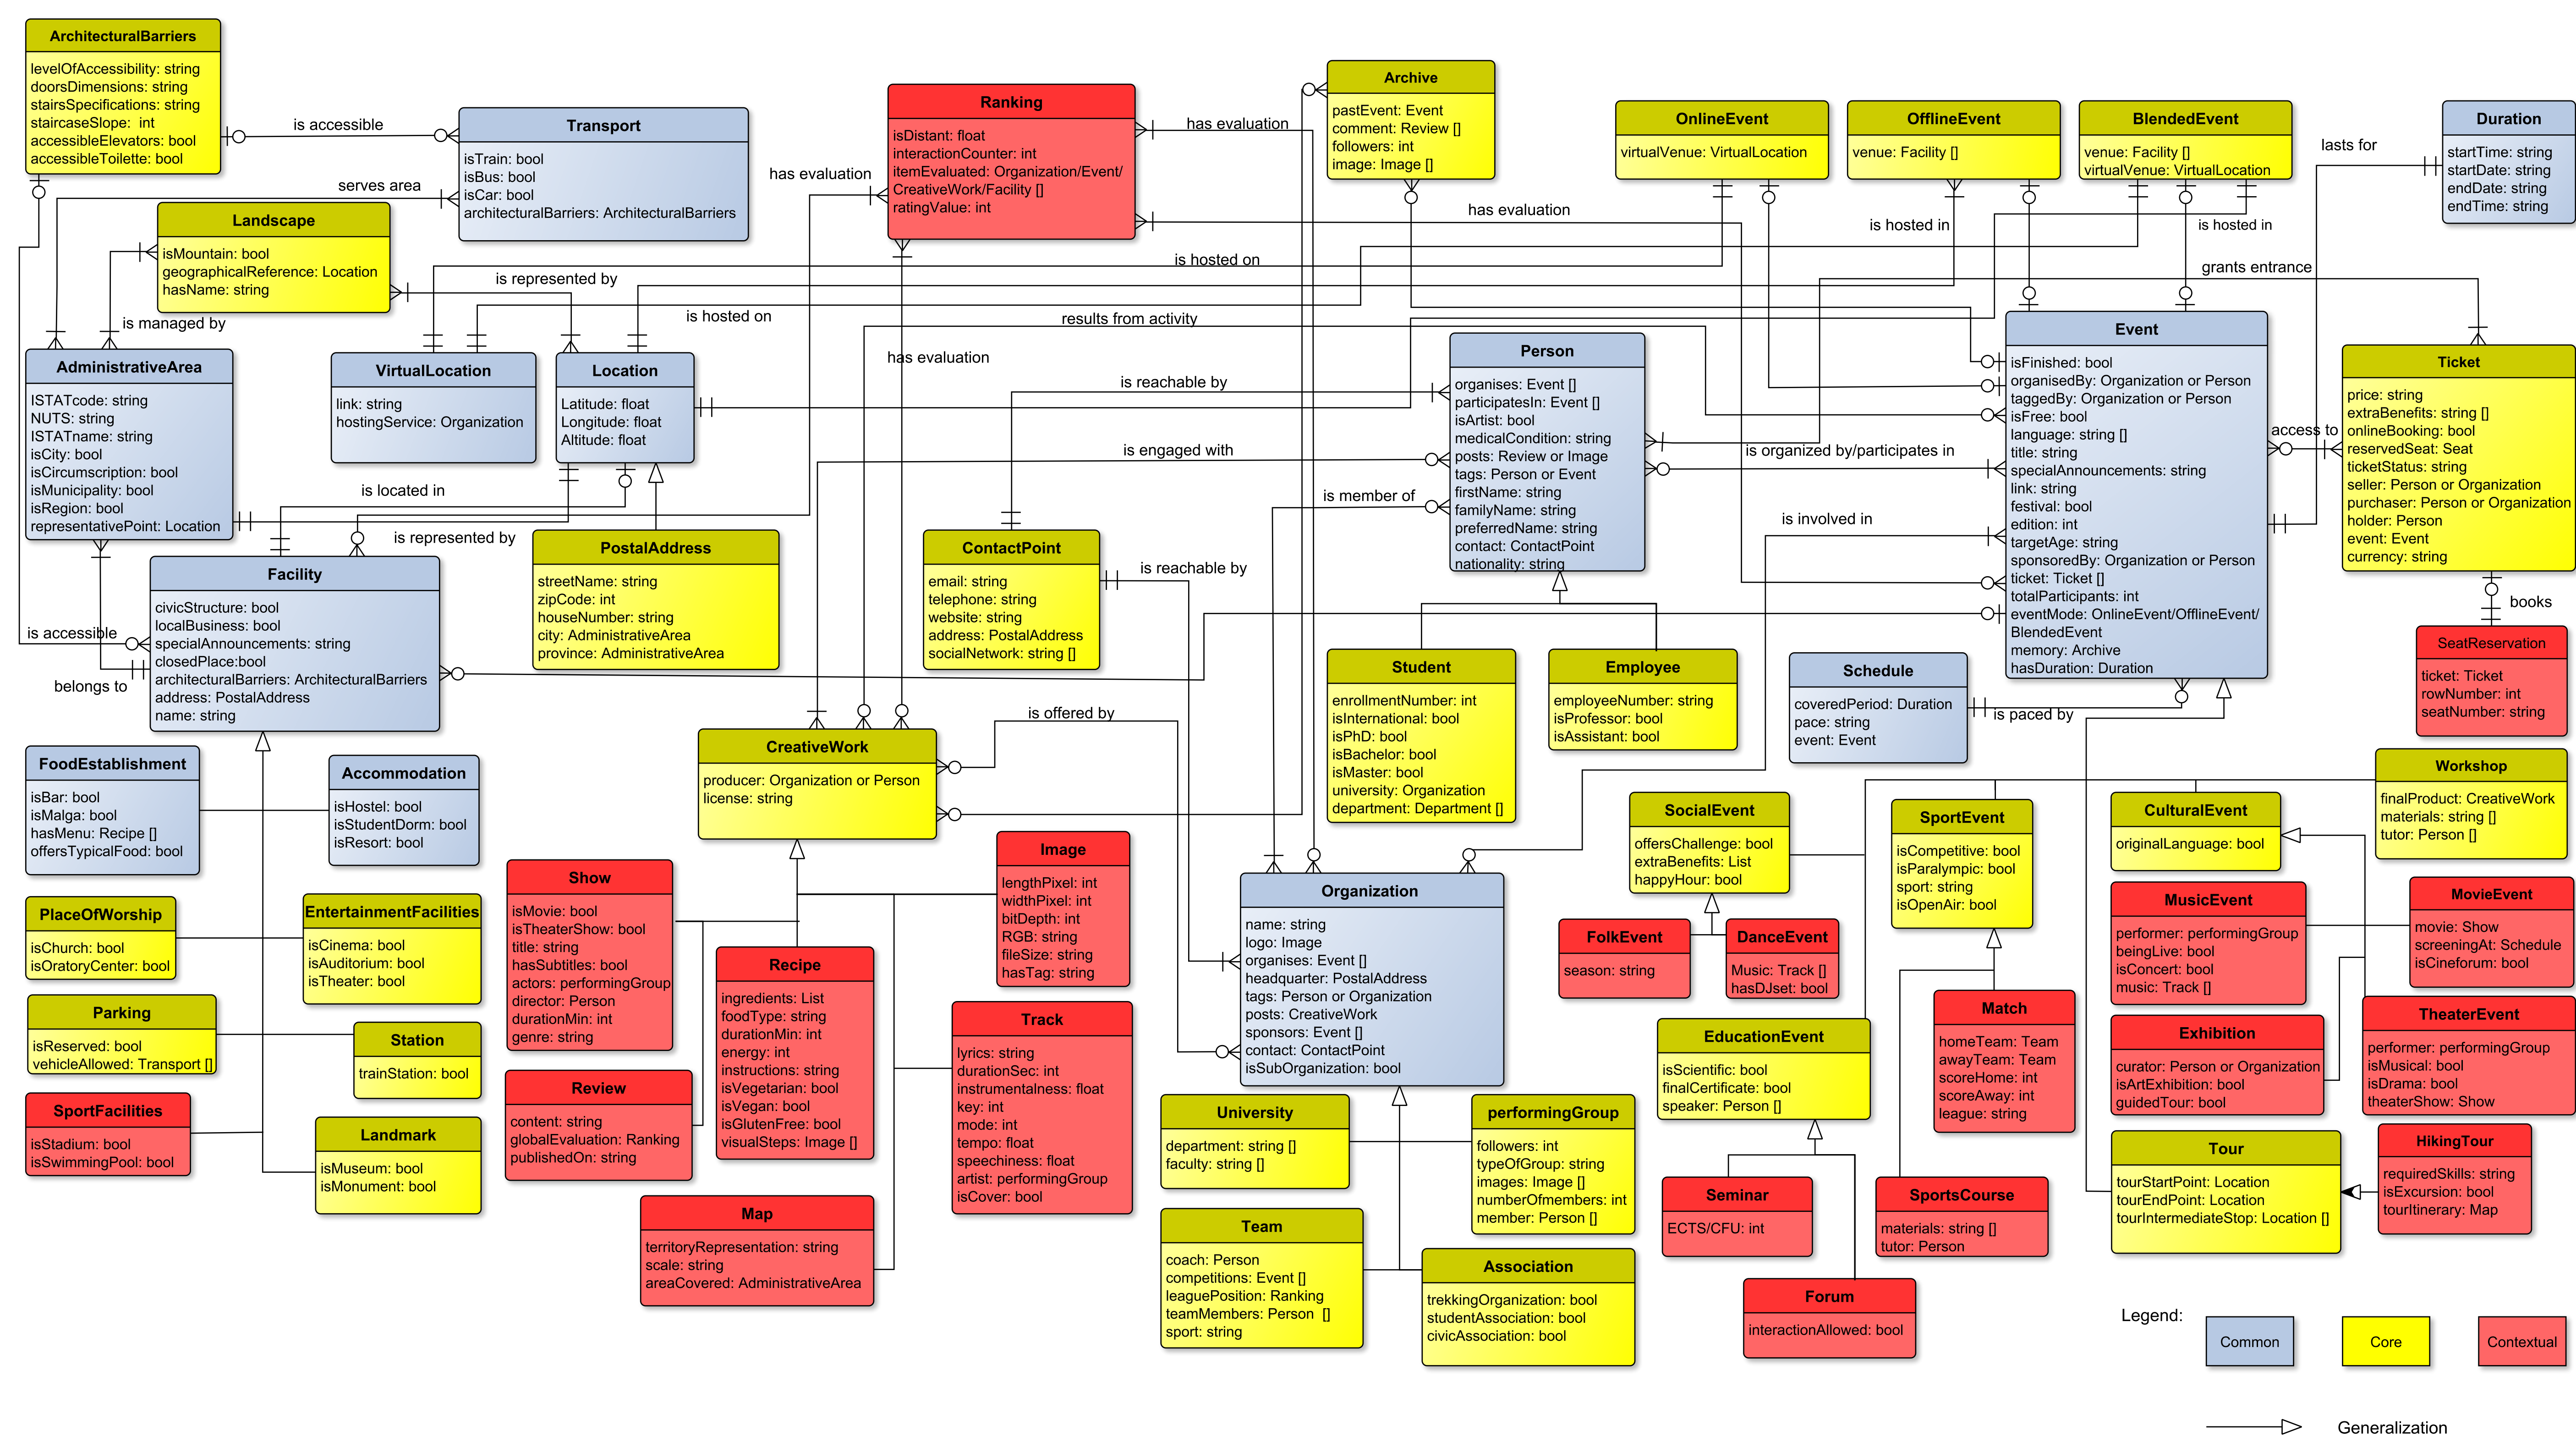 ArchitecturalBarriers
levelOfAccessibility: string
doorsDimensions: string
stairsSpecifications: string
staircaseSlope: int
accessibleElevators: bool
accessibleToilette: bool
is accessible
Transport
isTrain: bool
isBus: bool
isCar: bool
architecturalBarriers: ArchitecturalBarriers
serves area
Landscape
isMountain: bool
geographicalReference: Location
hasName: string
is managed by
is represented by
Ranking
isDistant: float
interactionCounter: int
itemEvaluated: Organization/Event/
CreativeWork/Facility []
ratingValue: int
has evaluation
has evaluation
has evaluation
has evaluation
Archive
pastEvent: Event
comment: Review []
followers: int
image: Image []
OnlineEvent
virtualVenue: VirtualLocation
OfflineEvent
venue: Facility []
BlendedEvent
venue: Facility []
virtualVenue: VirtualLocation
Duration
startTime: string
startDate: string
endDate: string
endTime: string
lasts for
is hosted in
is hosted in
is hosted on
is hosted on
grants entrance
results from activity
AdministrativeArea
ISTATcode: string
NUTS: string
ISTATname: string
isCity: bool
isCircumscription: bool
isMunicipality: bool
isRegion: bool
representativePoint: Location
VirtualLocation
link: string
hostingService: Organization
Location
Latitude: float
Longitude: float
Altitude: float
is located in
is represented by
PostalAddress
streetName: string
zipCode: int
houseNumber: string
city: AdministrativeArea
province: AdministrativeArea
ContactPoint
email: string
telephone: string
website: string
address: PostalAddress
socialNetwork: string []
is reachable by
is engaged with
is member of
is reachable by
Person
organises: Event []
participatesIn: Event []
isArtist: bool
medicalCondition: string
posts: Review or Image
tags: Person or Event
firstName: string
familyName: string
preferredName: string
contact: ContactPoint
nationality: string
is organized by/participates in
is involved in
Event
isFinished: bool
organisedBy: Organization or Person
taggedBy: Organization or Person
isFree: bool
language: string []
title: string
specialAnnouncements: string
link: string
festival: bool
edition: int
targetAge: string
sponsoredBy: Organization or Person
ticket: Ticket []
totalParticipants: int
eventMode: OnlineEvent/OfflineEvent/
BlendedEvent
memory: Archive
hasDuration: Duration
access to
Ticket
price: string
extraBenefits: string []
onlineBooking: bool
reservedSeat: Seat
ticketStatus: string
seller: Person or Organization
purchaser: Person or Organization
holder: Person
event: Event
currency: string
books
SeatReservation
ticket: Ticket
rowNumber: int
seatNumber: string
Facility
civicStructure: bool
localBusiness: bool
specialAnnouncements: string
closedPlace:bool
architecturalBarriers: ArchitecturalBarriers
address: PostalAddress
name: string
is accessible
belongs to
Student
enrollmentNumber: int
isInternational: bool
isPhD: bool
isBachelor: bool
isMaster: bool
university: Organization
department: Department []
Employee
employeeNumber: string
isProfessor: bool
isAssistant: bool
Schedule
coveredPeriod: Duration
pace: string
event: Event
is paced by
CreativeWork
producer: Organization or Person
license: string
is offered by
FoodEstablishment
isBar: bool
isMalga: bool
hasMenu: Recipe []
offersTypicalFood: bool
Accommodation
isHostel: bool
isStudentDorm: bool
isResort: bool
PlaceOfWorship
isChurch: bool
isOratoryCenter: bool
EntertainmentFacilities
isCinema: bool
isAuditorium: bool
isTheater: bool
Parking
isReserved: bool
vehicleAllowed: Transport []
Station
trainStation: bool
SportFacilities
isStadium: bool
isSwimmingPool: bool
Landmark
isMuseum: bool
isMonument: bool
Show
isMovie: bool
isTheaterShow: bool
title: string
hasSubtitles: bool
actors: performingGroup
director: Person
durationMin: int
genre: string
Review
content: string
globalEvaluation: Ranking
publishedOn: string
Recipe
ingredients: List
foodType: string
durationMin: int
energy: int
instructions: string
isVegetarian: bool
isVegan: bool
isGlutenFree: bool
visualSteps: Image []
Map
territoryRepresentation: string
scale: string
areaCovered: AdministrativeArea
Image
lengthPixel: int
widthPixel: int
bitDepth: int
RGB: string
fileSize: string
hasTag: string
Track
lyrics: string
durationSec: int
instrumentalness: float
key: int
mode: int
tempo: float
speechiness: float
artist: performingGroup
isCover: bool
Organization
name: string
logo: Image
organises: Event []
headquarter: PostalAddress
tags: Person or Organization
posts: CreativeWork
sponsors: Event []
contact: ContactPoint
isSubOrganization: bool
University
department: string []
faculty: string []
performingGroup
followers: int
typeOfGroup: string
images: Image []
numberOfmembers: int
member: Person []
Team
coach: Person
competitions: Event []
leaguePosition: Ranking
teamMembers: Person []
sport: string
Association
trekkingOrganization: bool
studentAssociation: bool
civicAssociation: bool
SocialEvent
offersChallenge: bool
extraBenefits: List
happyHour: bool
FolkEvent
season: string
DanceEvent
Music: Track []
hasDJset: bool
EducationEvent
isScientific: bool
finalCertificate: bool
speaker: Person []
Seminar
ECTS/CFU: int
Forum
interactionAllowed: bool
SportEvent
isCompetitive: bool
isParalympic: bool
sport: string
isOpenAir: bool
Match
homeTeam: Team
awayTeam: Team
scoreHome: int
scoreAway: int
league: string
SportsCourse
materials: string []
tutor: Person
CulturalEvent
originalLanguage: bool
Workshop
finalProduct: CreativeWork
materials: string []
tutor: Person []
MusicEvent
performer: performingGroup
beingLive: bool
isConcert: bool
music: Track []
MovieEvent
movie: Show
screeningAt: Schedule
isCineforum: bool
Exhibition
curator: Person or Organization
isArtExhibition: bool
guidedTour: bool
TheaterEvent
performer: performingGroup
isMusical: bool
isDrama: bool
theaterShow: Show
Tour
tourStartPoint: Location
tourEndPoint: Location
tourIntermediateStop: Location []
HikingTour
requiredSkills: string
isExcursion: bool
tourItinerary: Map
Legend:
Common
Core
Contextual
Generalization